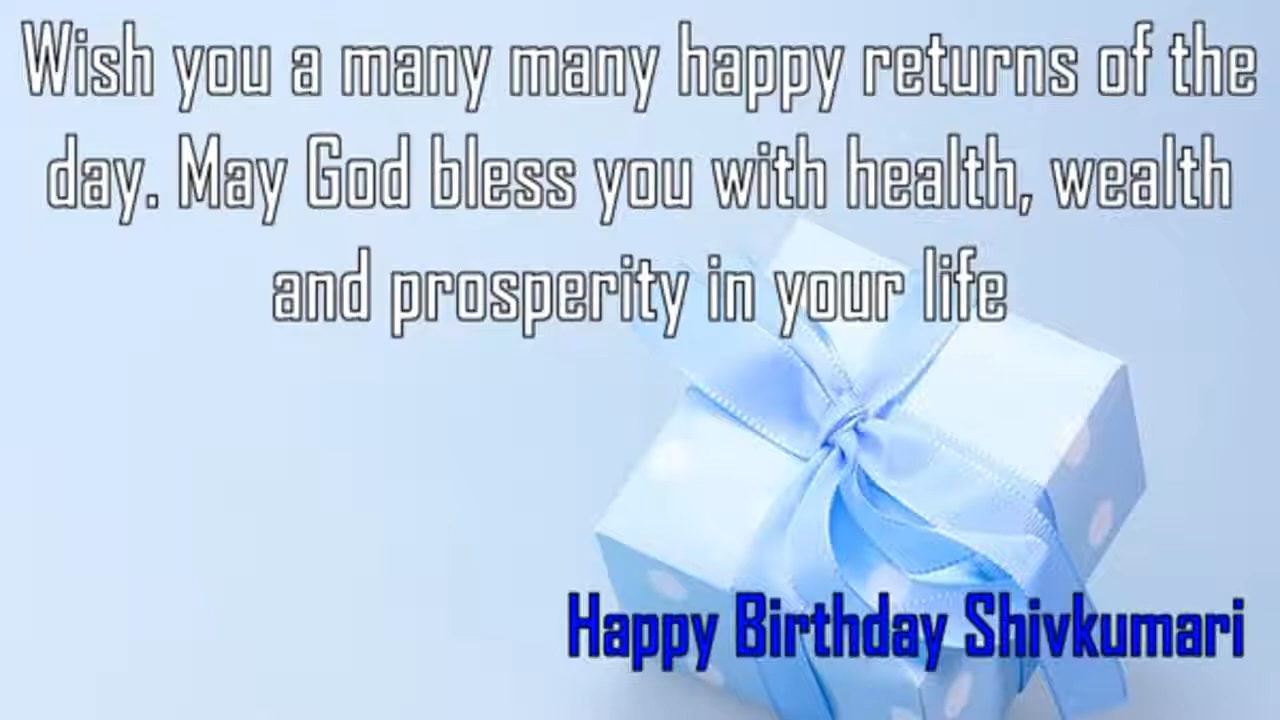 Wish you a many many happy returns of the
day. May God bless you with health, wealth
and prosperity in your life
Happy Birthday Shivkumari